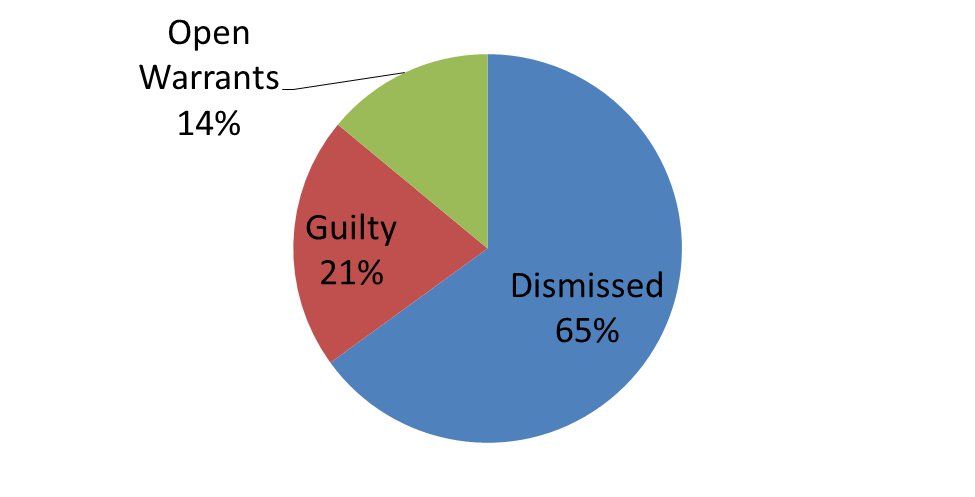 Open
Warrants
14%
Guilty
21%
Dismissed
65%